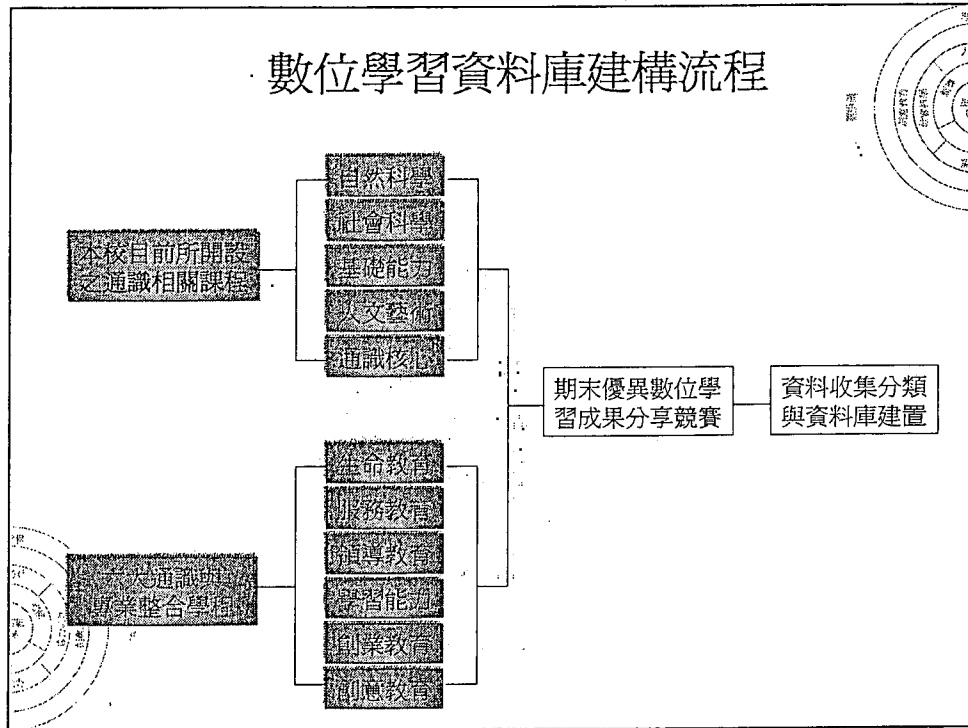 數位學習資料庫建構流程
本校目前所開設
之通識相關課程
自然科學
社會科學
基礎能力
人文藝術
通識核心
六大通識與
專業整合學程
生命教育
服務教育
領導教育
學習能力
創業教育
創意教育
期末優異數位學
習成果分享競賽
資料收集分類
與資料庫建置